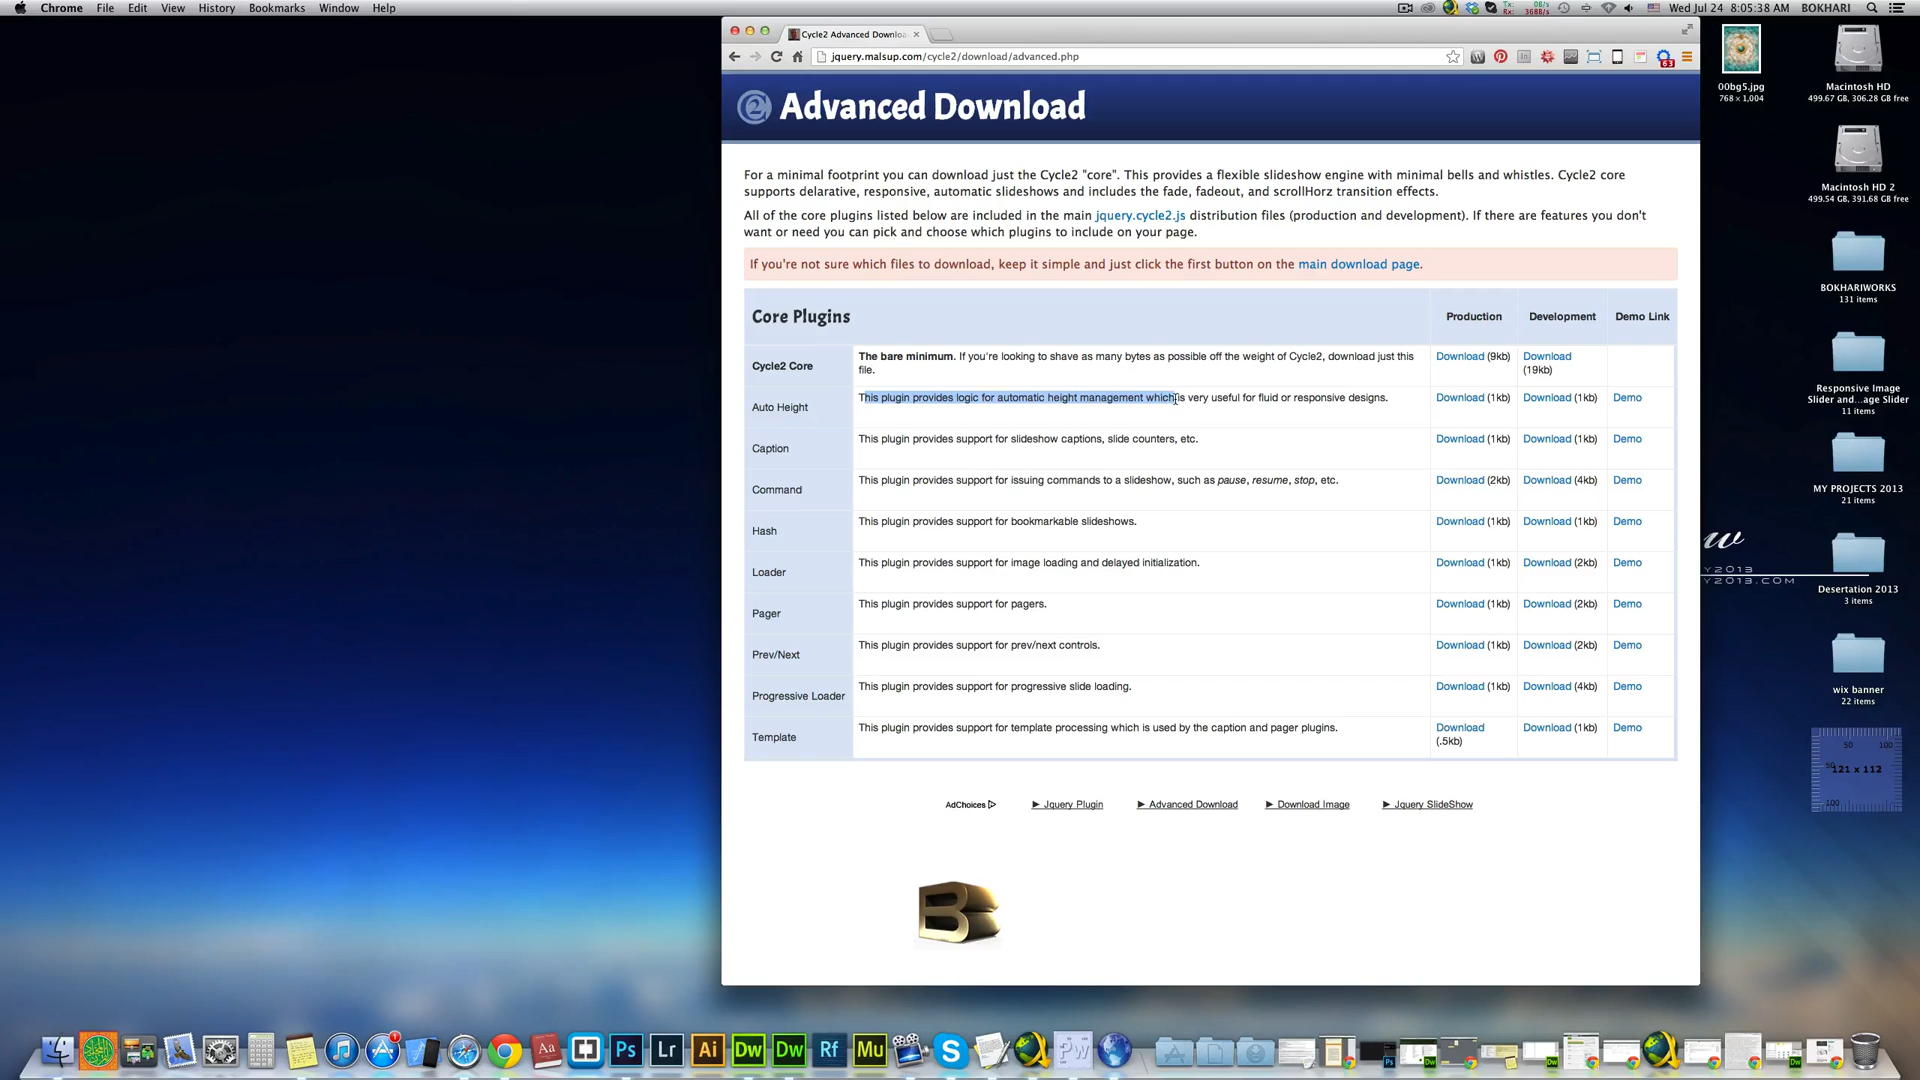 Chrome File Edit View History Bookmarks Window Help
Wed Jul 24 8:05:38 AM BOKHARI
Cycle2 Advanced Downloa
jquery.malsup.com/cycle2/download/advanced.php
63
Advanced Download
For a minimal footprint you can download just the Cycle2 "core". This provides a flexible slideshow engine with minimal bells and whistles. Cycle2 core
supports delarative, responsive, automatic slideshows and includes the fade, fadeout, and scrollHorz transition effects.
All of the core plugins listed below are included in the main jquery.cycle2.js distribution files (production and development). If there are features you don't
want or need you can pick and choose which plugins to include on your page.
If you're not sure which files to download, keep it simple and just click the first button on the main download page.
Core Plugins Production Development Demo Link
Cycle2 Core The bare minimum. If you're looking to shave as many bytes as possible off the weight of Cycle2, download just this Download (9kb) Download
file. (19kb)
Auto Height This plugin provides logic for automatic height management which is very useful for fluid or responsive designs. Download (1kb) Download (1kb) Demo
Caption This plugin provides support for slideshow captions, slide counters, etc. Download (1kb) Download (1kb) Demo
Command This plugin provides support for issuing commands to a slideshow, such as pause, resume, stop, etc. Download (2kb) Download (4kb) Demo
Hash This plugin provides support for bookmarkable slideshows. Download (1kb) Download (1kb) Demo
Loader This plugin provides support for image loading and delayed initialization. Download (1kb) Download (2kb) Demo
Pager This plugin provides support for pagers. Download (1kb) Download (2kb) Demo
Prev/Next This plugin provides support for prev/next controls. Download (1kb) Download (2kb) Demo
Progressive Loader This plugin provides support for progressive slide loading. Download (1kb) Download (4kb) Demo
Template This plugin provides support for template processing which is used by the caption and pager plugins. Download Download (1kb) Demo
(.5kb)
AdChoices ► Jquery Plugin ► Advanced Download ► Download Image ► Jquery SlideShow
B
00bg5.jpg
768 × 1,004
Macintosh HD
499.67 GB, 306.28 GB free
Macintosh HD 2
499.54 GB, 391.68 GB free
BOKHARIWORKS
131 items
Responsive Image
Slider and...age Slider
11 items
MY PROJECTS 2013
21 items
w
Y2013
Y2013.COM
Desertation 2013
3 items
wix banner
22 items
50 100
50 121 x 112
100
1 Aa Ps Lr Ai Dw Dw Rf Mu S Pw